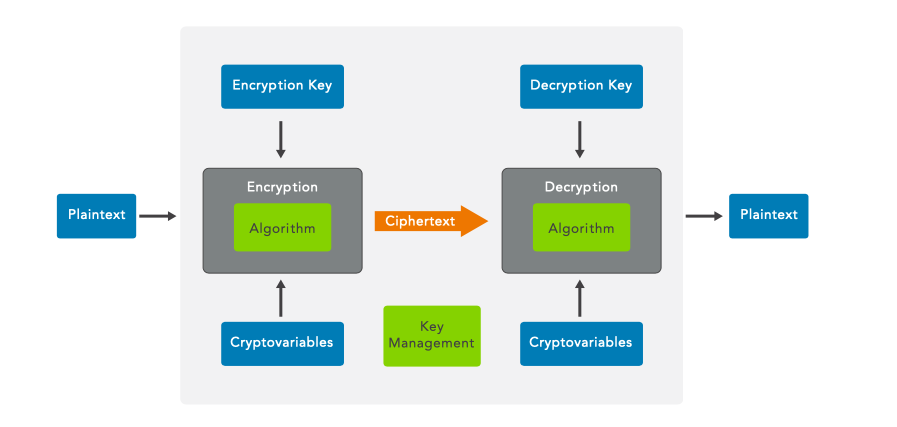 Encryption Key
Decryption Key
Encryption
Decryption
Plaintext
Algorithm
Ciphertext
Algorithm
Plaintext
Key
Management
Cryptovariables
Cryptovariables